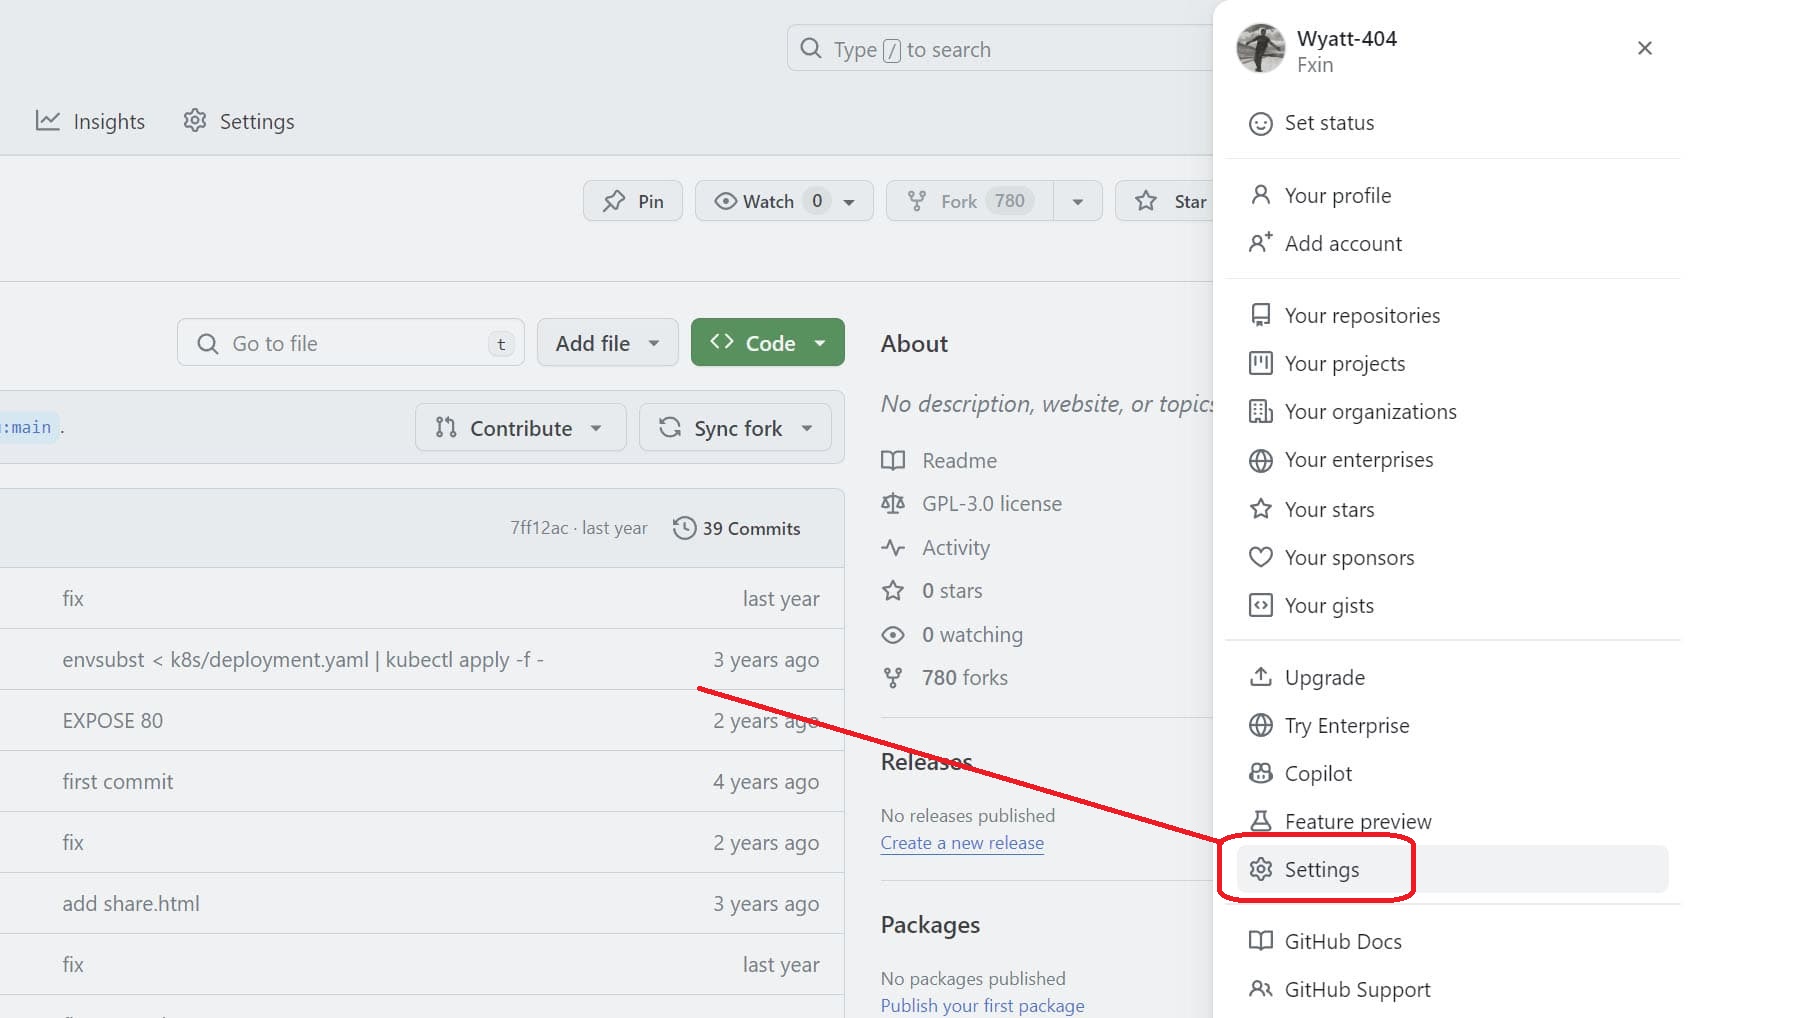 Type / to search
Wyatt-404
Fxin
Insights
Settings
Set status
Pin
Watch 0
Fork 780
Star
Your profile
Add account
Go to file t
Add file
Code
About
Your repositories
Your projects
No description, website, or topics
Your organizations
:main .
Contribute
Sync fork
Readme
Your enterprises
GPL-3.0 license
Your stars
7ff12ac · last year
39 Commits
Activity
Your sponsors
0 stars
Your gists
fix last year
0 watching
envsubst < k8s/deployment.yaml | kubectl apply -f - 3 years ago
780 forks
Upgrade
EXPOSE 80 2 years ago
Try Enterprise
Releases
Copilot
first commit 4 years ago
No releases published
Feature preview
Create a new release
fix 2 years ago
Settings
add share.html 3 years ago
Packages
GitHub Docs
fix last year
No packages published
GitHub Support
Publish your first package